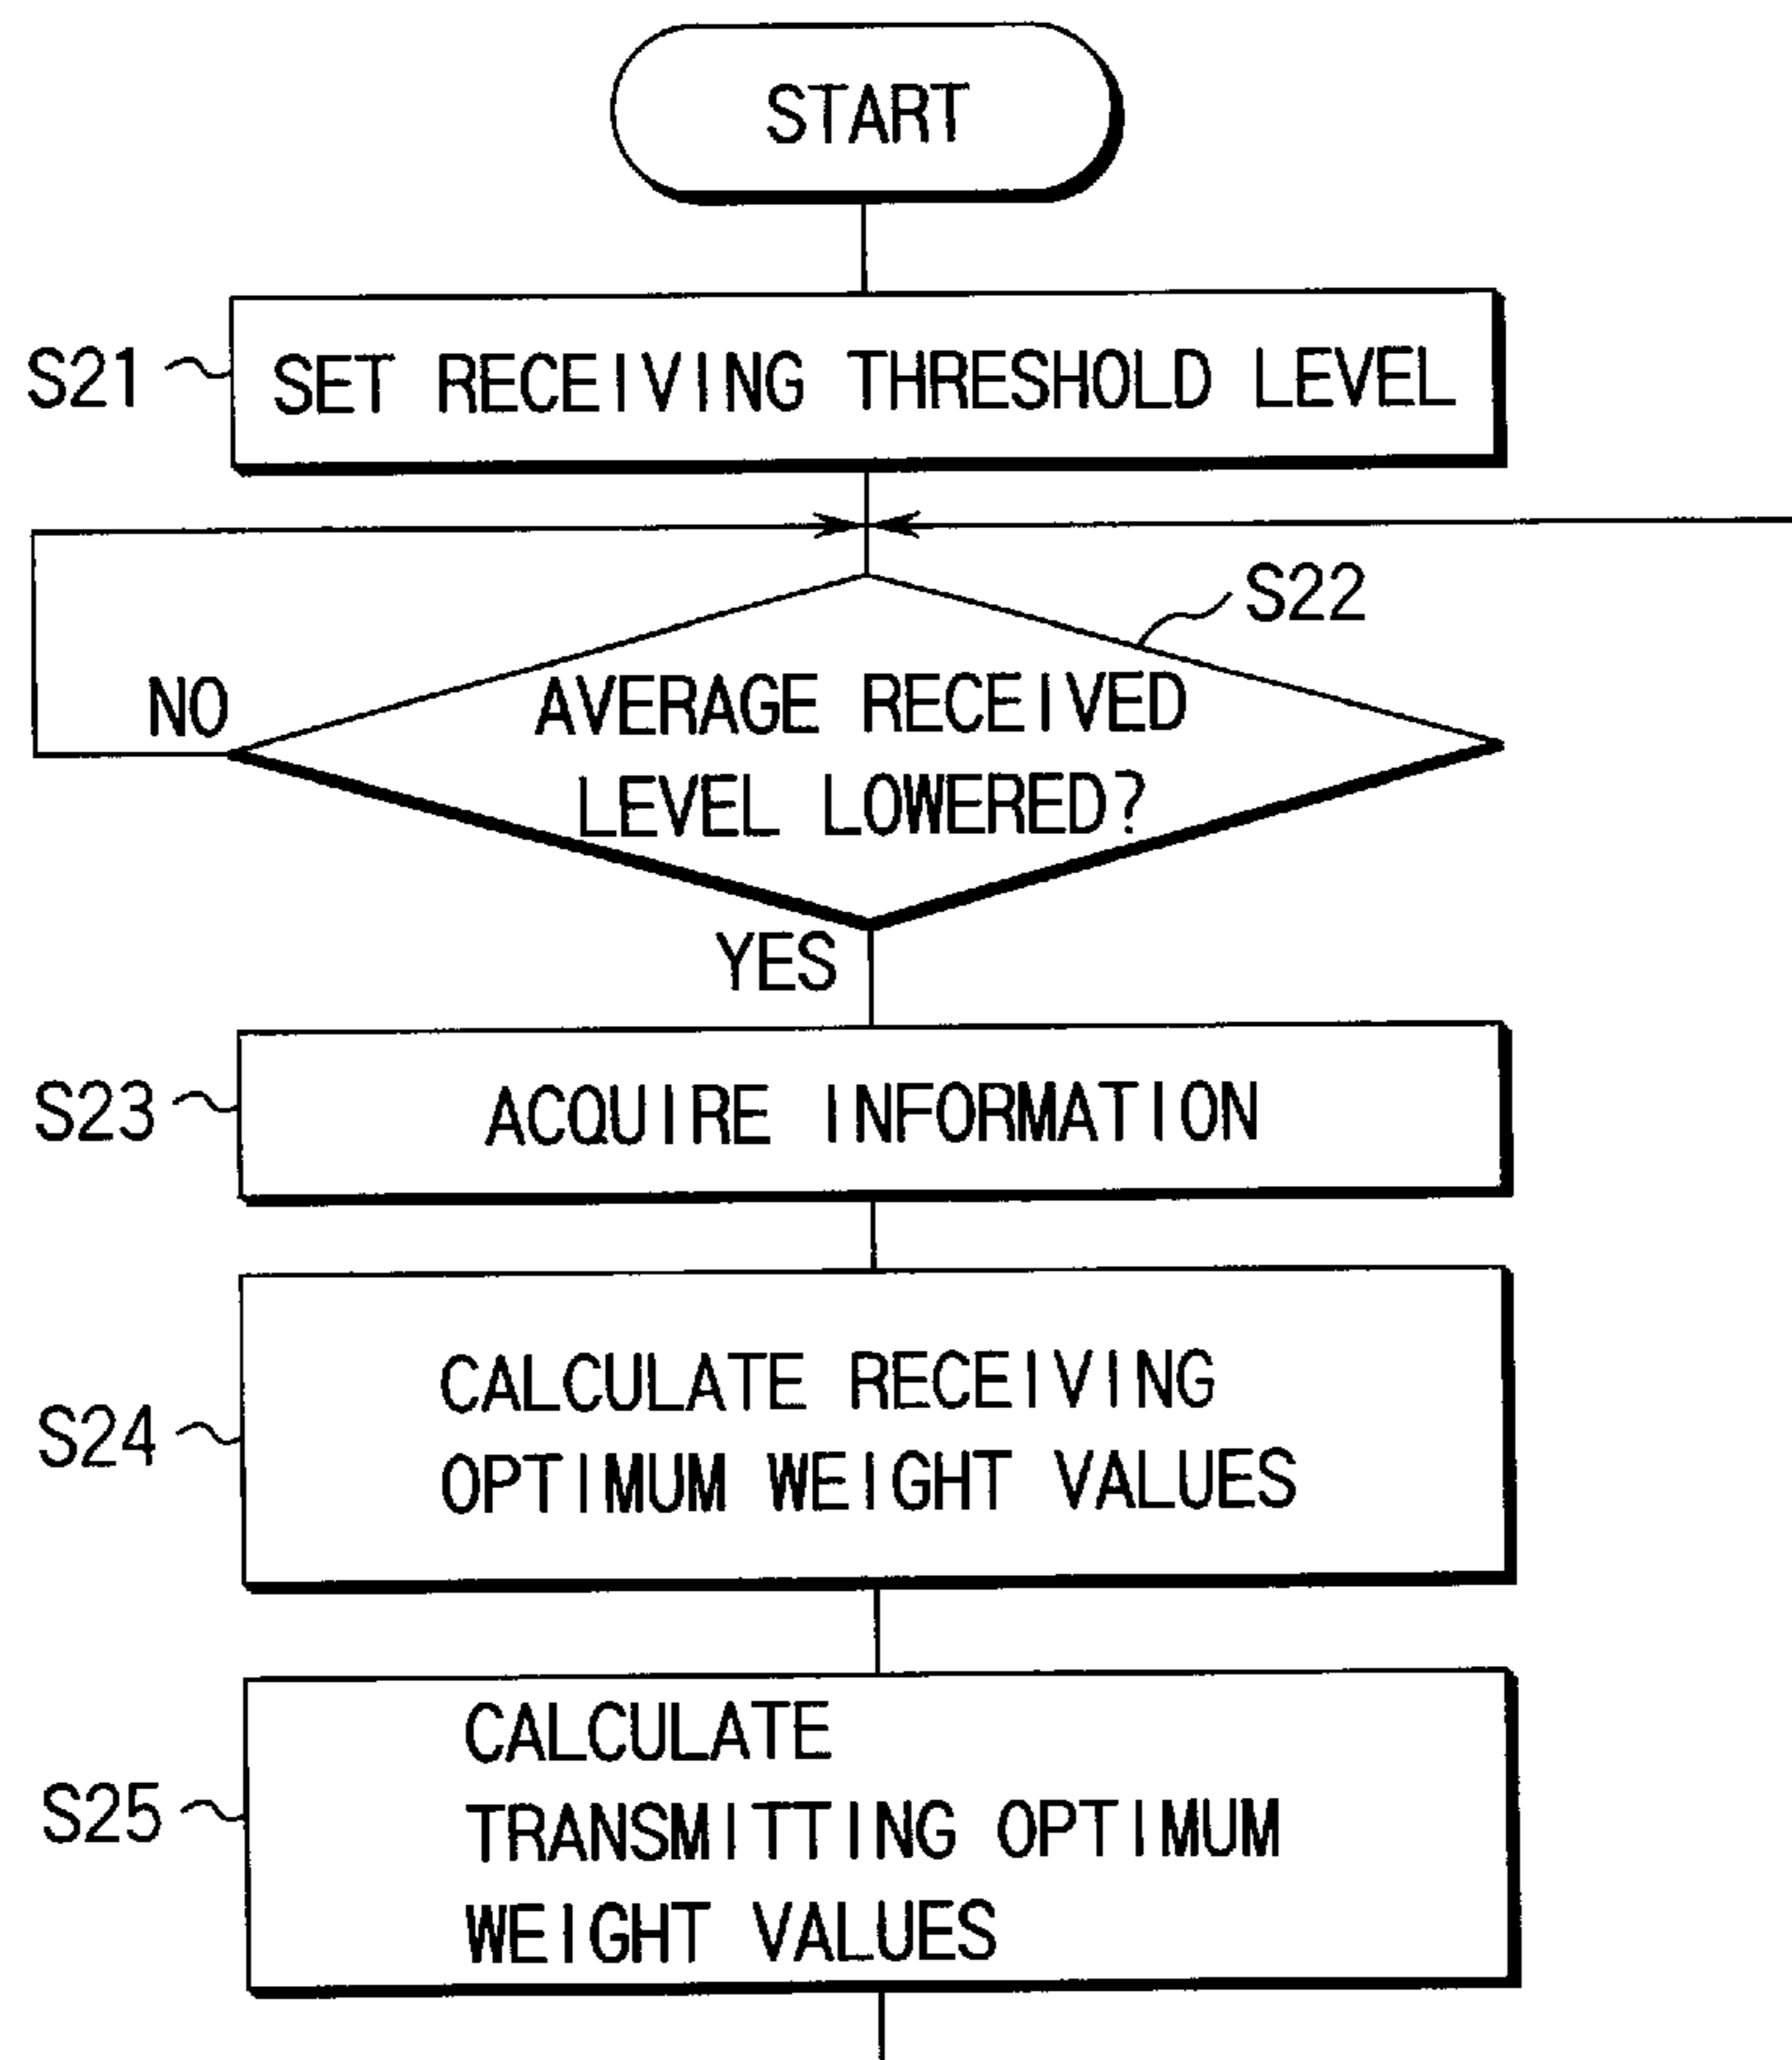 START
S21
SET RECEIVING THRESHOLD LEVEL
S22
NO
AVERAGE RECEIVED
LEVEL LOWERED?
YES
S23
ACQUIRE INFORMATION
S24
CALCULATE RECEIVING
OPTIMUM WEIGHT VALUES
S25
CALCULATE
TRANSMITTING OPTIMUM
WEIGHT VALUES